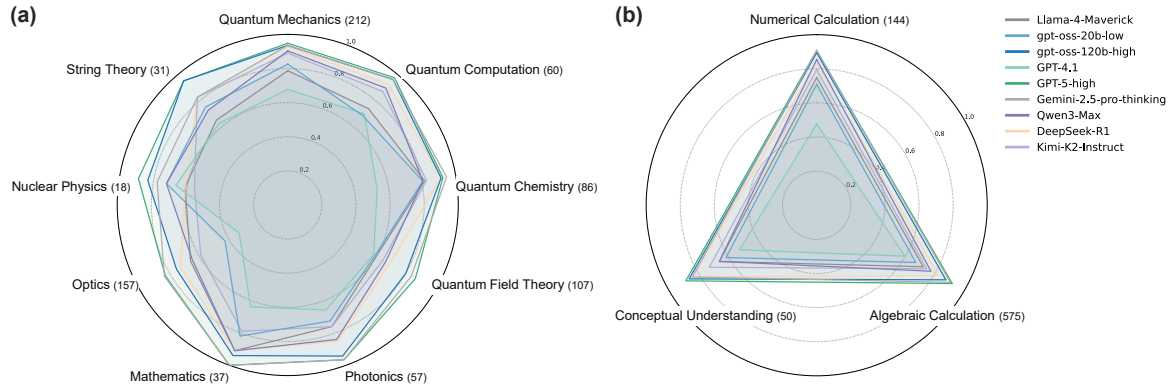 (a)
Quantum Mechanics (212)
String Theory (31)
Quantum Computation (60)
Nuclear Physics (18)
Quantum Chemistry (86)
Optics (157)
Quantum Field Theory (107)
Mathematics (37)
Photonics (57)
1.0
0.8
0.6
0.4
0.2
(b)
Numerical Calculation (144)
1.0
0.8
0.6
0.2
Conceptual Understanding (50)
Algebraic Calculation (575)
Llama-4-Maverick
gpt-oss-20b-low
gpt-oss-120b-high
GPT-4.1
GPT-5-high
Gemini-2.5-pro-thinking
Qwen3-Max
DeepSeek-R1
Kimi-K2-Instruct